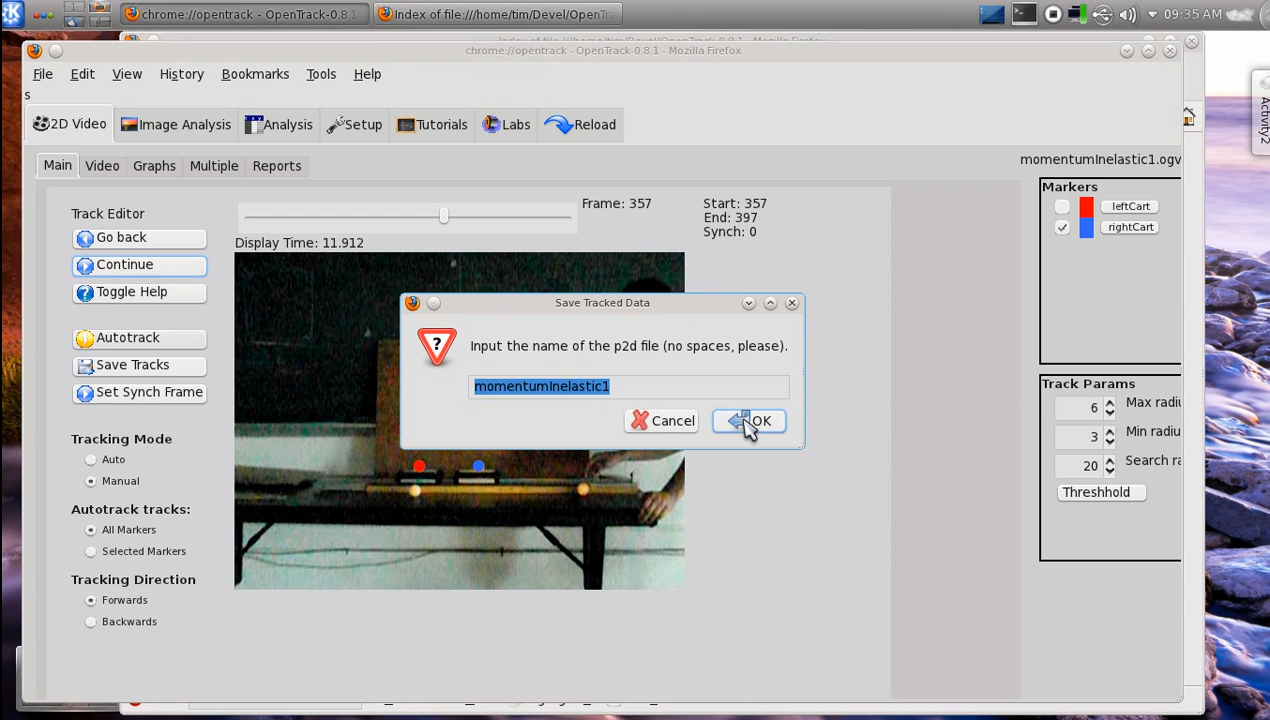 chrome://opentrack - OpenTrack-0.8.1
Index of file:///home/tim/Devel/OpenTra
09:35 AM
chrome://opentrack - OpenTrack-0.8.1 - Mozilla Firefox
File Edit View History Bookmarks Tools Help
s
2D Video Image Analysis Analysis Setup Tutorials Labs Reload
Main Video Graphs Multiple Reports
momentumInelastic1.ogv
Activity2
Track Editor
Go back
Continue
Toggle Help
Autotrack
Save Tracks
Set Synch Frame
Tracking Mode
Auto
Manual
Autotrack tracks:
All Markers
Selected Markers
Tracking Direction
Forwards
Backwards
Frame: 357
Start: 357
End: 397
Synch: 0
Display Time: 11.912
Save Tracked Data
Input the name of the p2d file (no spaces, please).
momentumInelastic1
Cancel OK
Markers
leftCart
rightCart
Track Params
6 Max radiu
3 Min radiu
20 Search ra
Threshhold